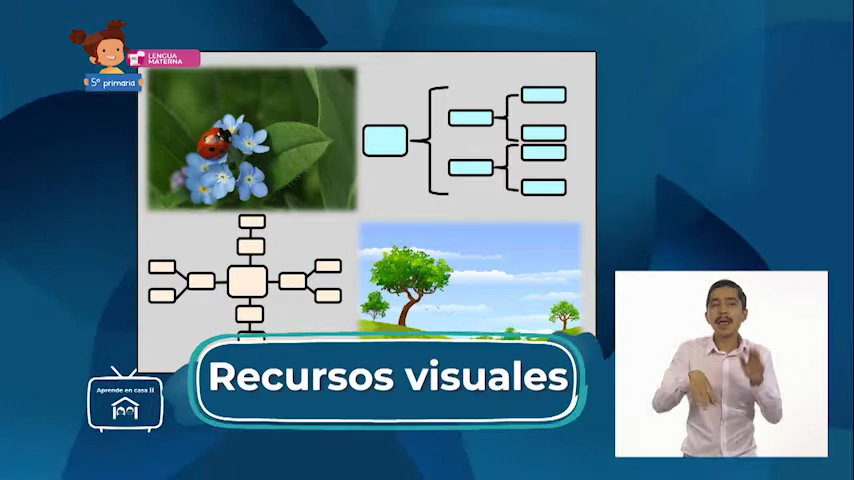 LENGUA
MATERNA
5° primaria
Recursos visuales
Aprende en casa II